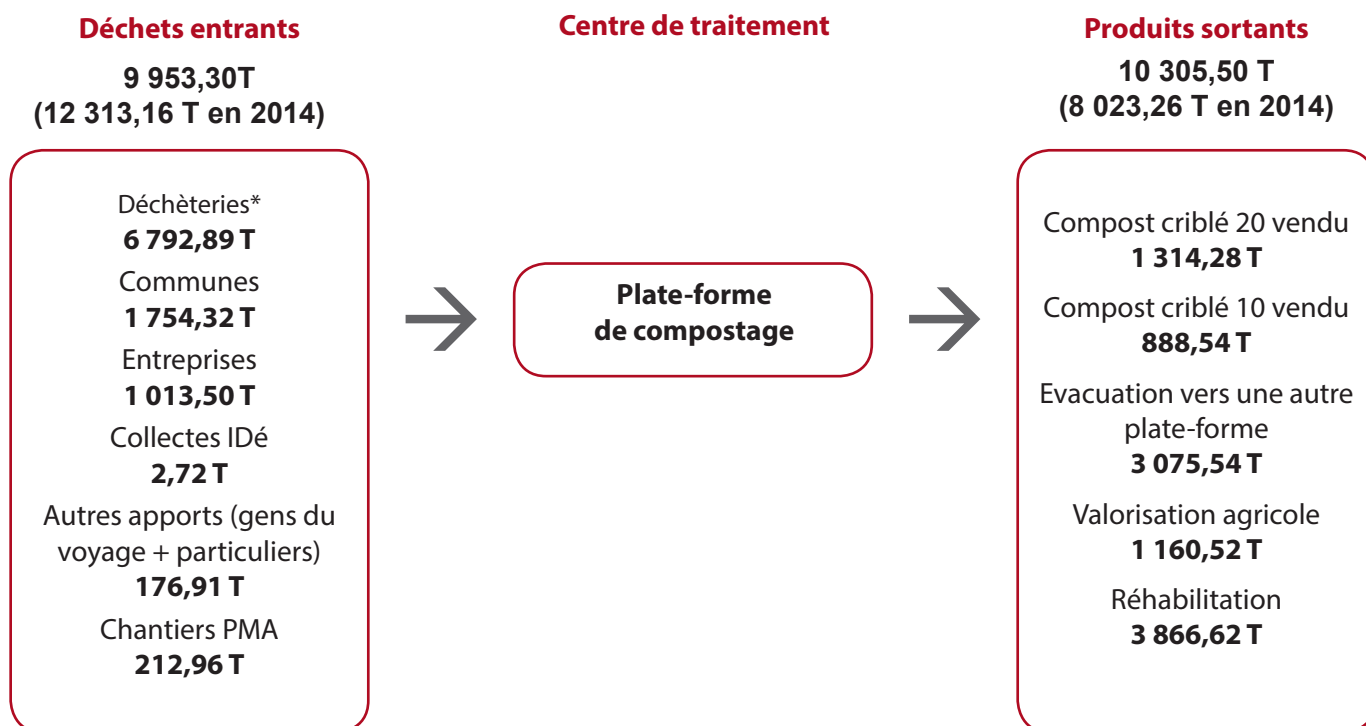 Déchets entrants
9 953,30T
(12 313,16 T en 2014)
Déchèteries*
6 792,89 T
Communes
1 754,32 T
Entreprises
1 013,50 T
Collectes IDé
2,72 T
Autres apports (gens du
voyage + particuliers)
176,91 T
Chantiers PMA
212,96 T
Centre de traitement
Plate-forme
de compostage
Produits sortants
10 305,50 T
(8 023,26 T en 2014)
Compost criblé 20 vendu
1 314,28 T
Compost criblé 10 vendu
888,54 T
Evacuation vers une autre
plate-forme
3 075,54 T
Valorisation agricole
1 160,52 T
Réhabilitation
3 866,62 T